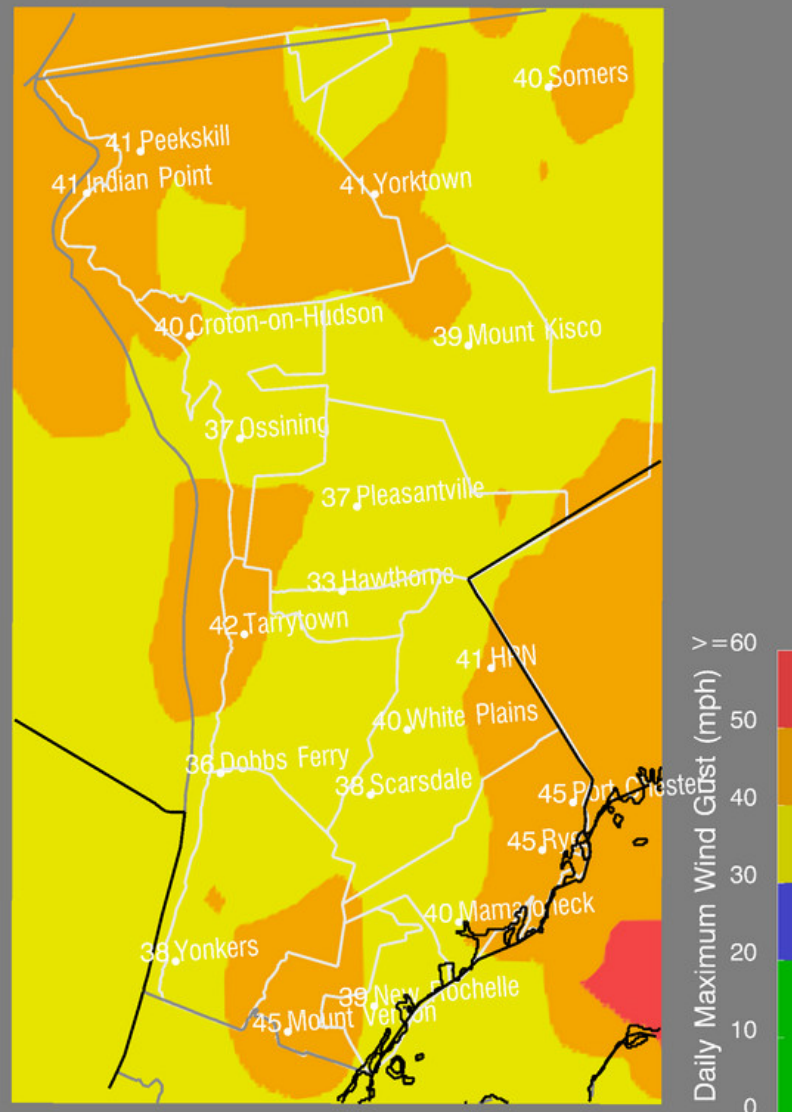 40 Somers
41 Peekskill
41 Indian Point
41 Yorktown
40 Croton-on-Hudson
39 Mount Kisco
37 Ossining
37 Pleasantville
33 Hawthorne
42 Tarrytown
41 HPN
40 White Plains
36 Dobbs Ferry
38 Scarsdale
45 Port Chester
45 Rye
40 Mamaroneck
38 Yonkers
39 New Rochelle
45 Mount Vernon
Daily Maximum Wind Gust (mph)
>=60
50
40
30
20
10
0